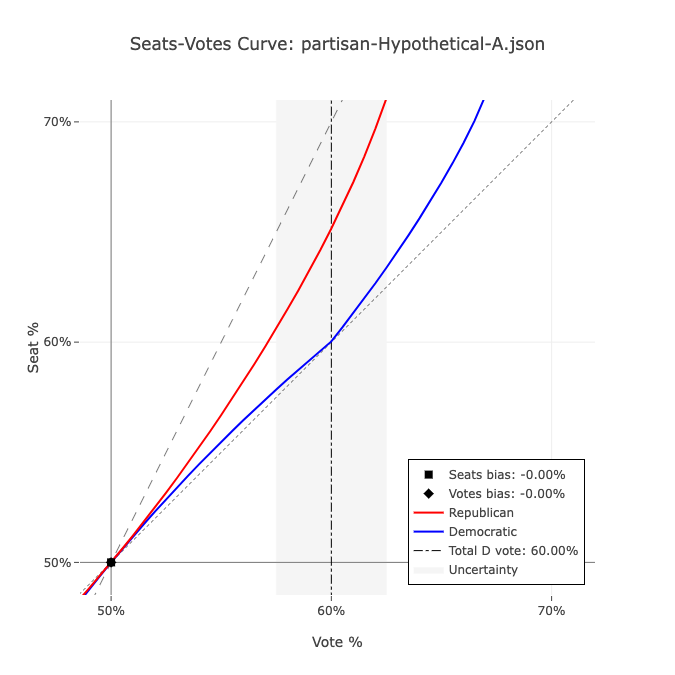 Seats-Votes Curve: partisan-Hypothetical-A.json
70%
60%
50%
Seat %
50%
60%
70%
Vote %
Seats bias: -0.00%
Votes bias: -0.00%
Republican
Democratic
Total D vote: 60.00%
Uncertainty